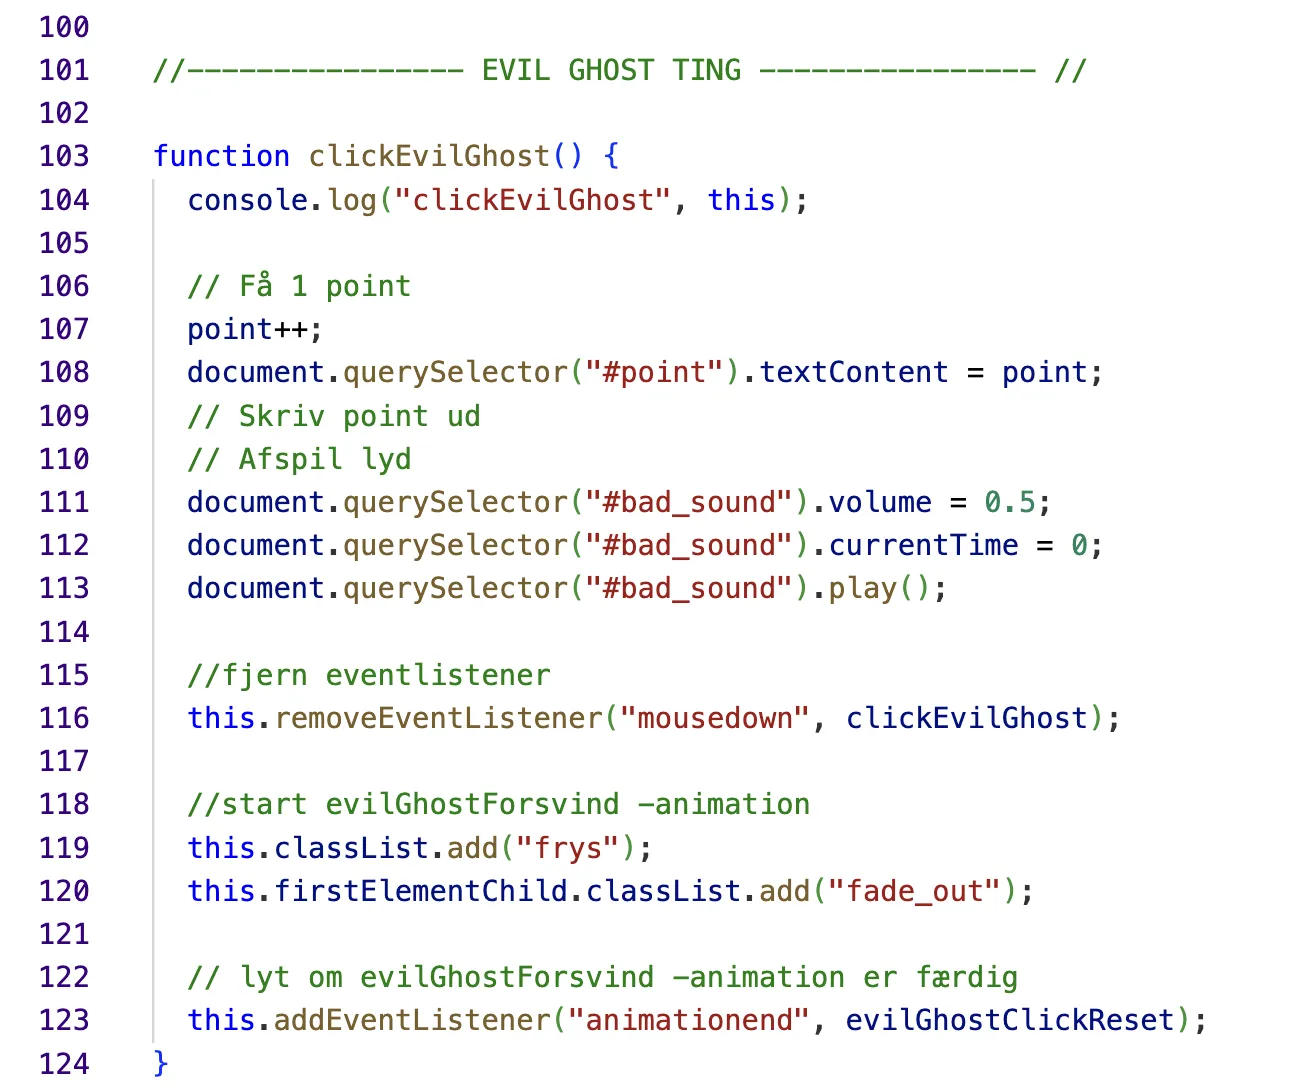 100
101 //---------------- EVIL GHOST TING ---------------- //
102
103 function clickEvilGhost() {
104 console.log("clickEvilGhost", this);
105
106 // Få 1 point
107 point++;
108 document.querySelector("#point").textContent = point;
109 // Skriv point ud
110 // Afspil lyd
111 document.querySelector("#bad_sound").volume = 0.5;
112 document.querySelector("#bad_sound").currentTime = 0;
113 document.querySelector("#bad_sound").play();
114
115 //fjern eventlistener
116 this.removeEventListener("mousedown", clickEvilGhost);
117
118 //start evilGhostForsvind -animation
119 this.classList.add("frys");
120 this.firstElementChild.classList.add("fade_out");
121
122 // lyt om evilGhostForsvind -animation er færdig
123 this.addEventListener("animationend", evilGhostClickReset);
124 }